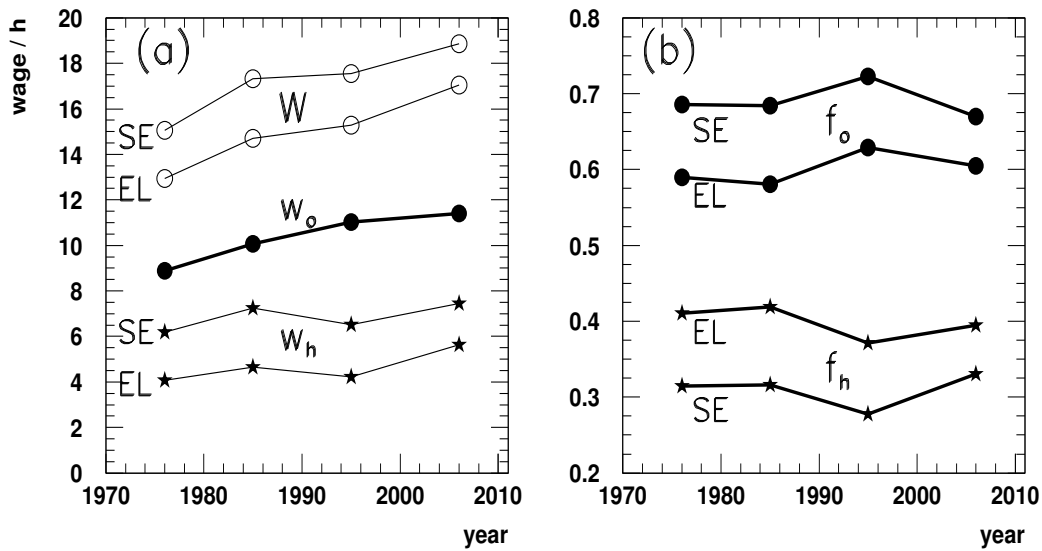 wage / h
(a)
20
18
16
14
12
10
8
6
4
2
0
SE
W
EL
w_o
SE
w_h
EL
1970 1980 1990 2000 2010
year
(b)
0.8
0.7
0.6
0.5
0.4
0.3
0.2
SE
f_o
EL
EL
f_h
SE
1970 1980 1990 2000 2010
year